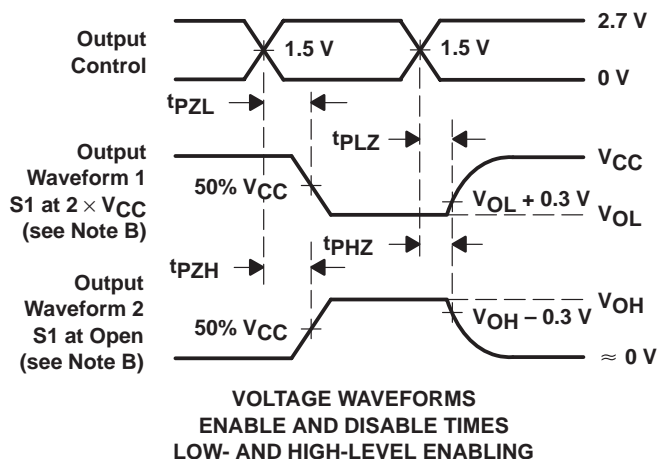 Output
Control
1.5 V
1.5 V
2.7 V
0 V
tPZL
tPLZ
Output
Waveform 1
S1 at 2 × VCC
(see Note B)
50% VCC
VCC
VOL + 0.3 V
VOL
tPZH
tPHZ
Output
Waveform 2
S1 at Open
(see Note B)
50% VCC
VOH
VOH − 0.3 V
≈ 0 V
VOLTAGE WAVEFORMS
ENABLE AND DISABLE TIMES
LOW- AND HIGH-LEVEL ENABLING